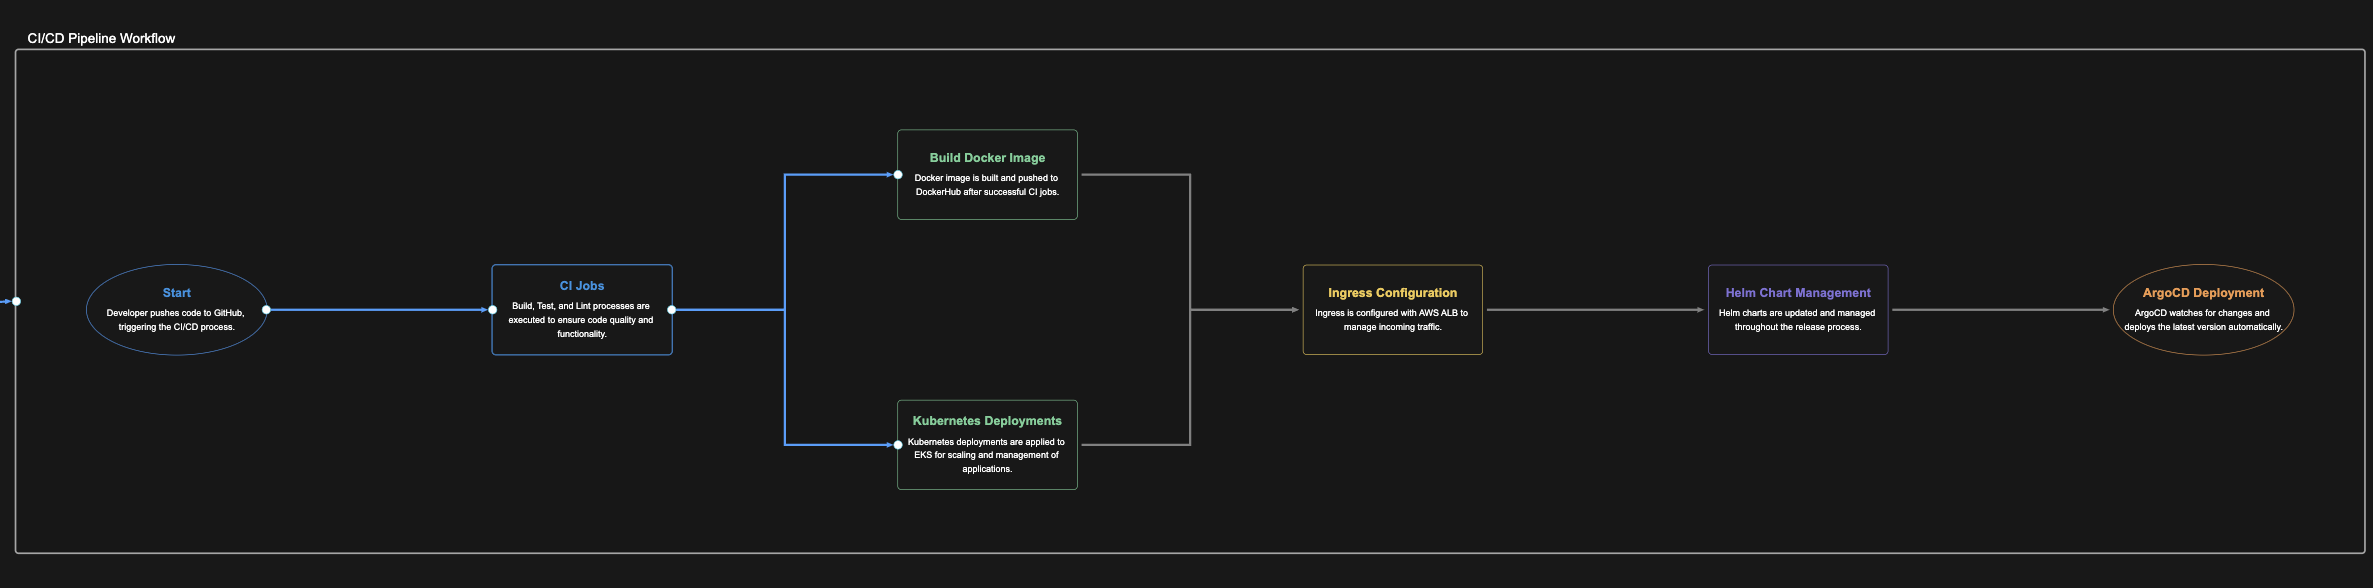 CI/CD Pipeline Workflow
Start
Developer pushes code to GitHub,
triggering the CI/CD process.
CI Jobs
Build, Test, and Lint processes are
executed to ensure code quality and
functionality.
Build Docker Image
Docker image is built and pushed to
DockerHub after successful CI jobs.
Kubernetes Deployments
Kubernetes deployments are applied to
EKS for scaling and management of
applications.
Ingress Configuration
Ingress is configured with AWS ALB to
manage incoming traffic.
Helm Chart Management
Helm charts are updated and managed
throughout the release process.
ArgoCD Deployment
ArgoCD watches for changes and
deploys the latest version automatically.